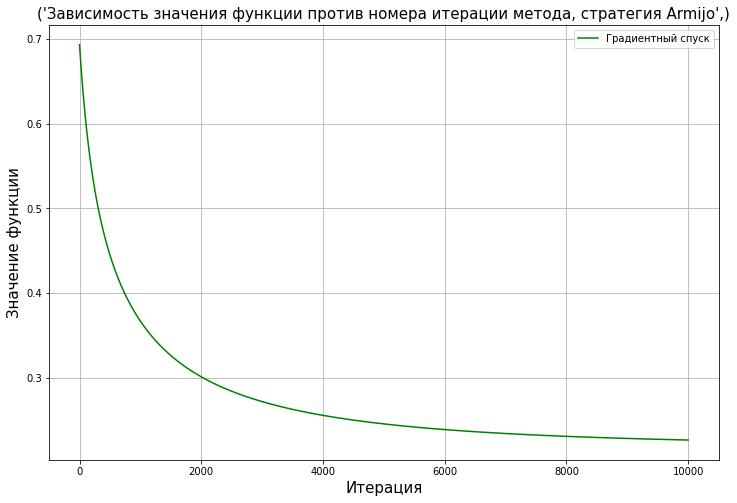 ('Зависимость значения функции против номера итерации метода, стратегия Armijo',)
Градиентный спуск
Значение функции
0.7
0.6
0.5
0.4
0.3
0 2000 4000 6000 8000 10000
Итерация